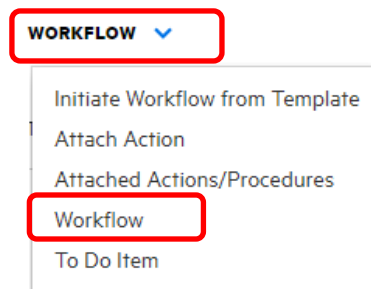 WORKFLOW
Initiate Workflow from Template
Attach Action
Attached Actions/Procedures
Workflow
To Do Item